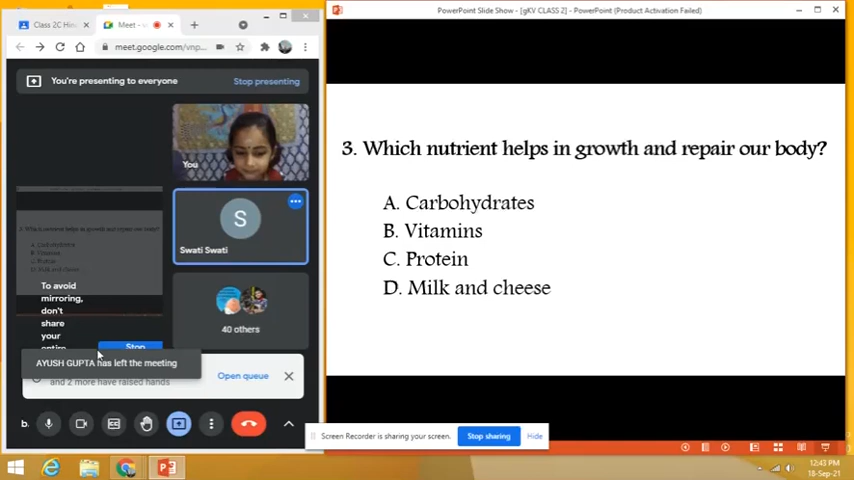 Class 2C Hin
Meet -
meet.google.com/vnp...
You're presenting to everyone
Stop presenting
You
S
Swati Swati
To avoid
mirroring,
don't
share
your
entire
Stop
40 others
AYUSH GUPTA has left the meeting
and 2 more have raised hands
Open queue
b.
PowerPoint Slide Show - [gKV CLASS 2] - PowerPoint (Product Activation Failed)
3. Which nutrient helps in growth and repair our body?
A. Carbohydrates
B. Vitamins
C. Protein
D. Milk and cheese
Screen Recorder is sharing your screen.
Stop sharing
Hide
12:43 PM
18-Sep-21